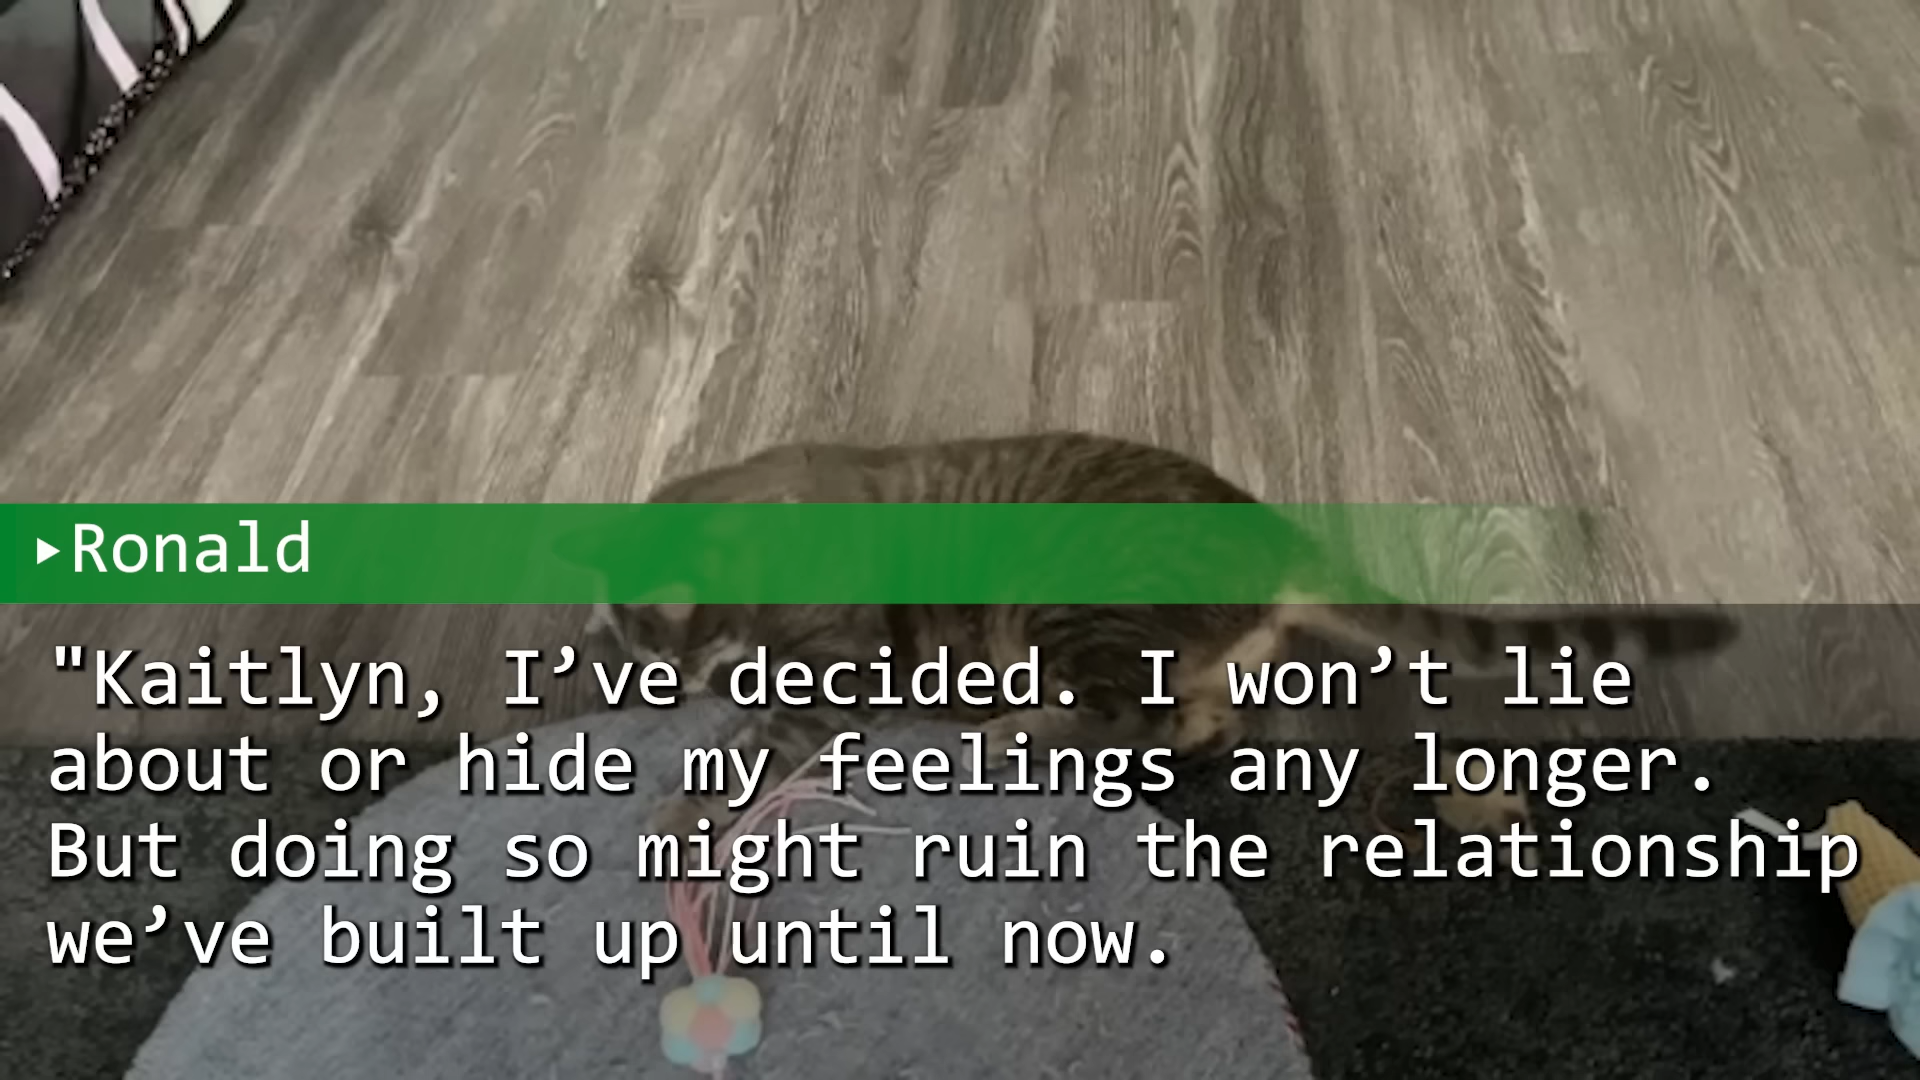 ▸Ronald
"Kaitlyn, I’ve decided. I won’t lie
about or hide my feelings any longer.
But doing so might ruin the relationship
we’ve built up until now.